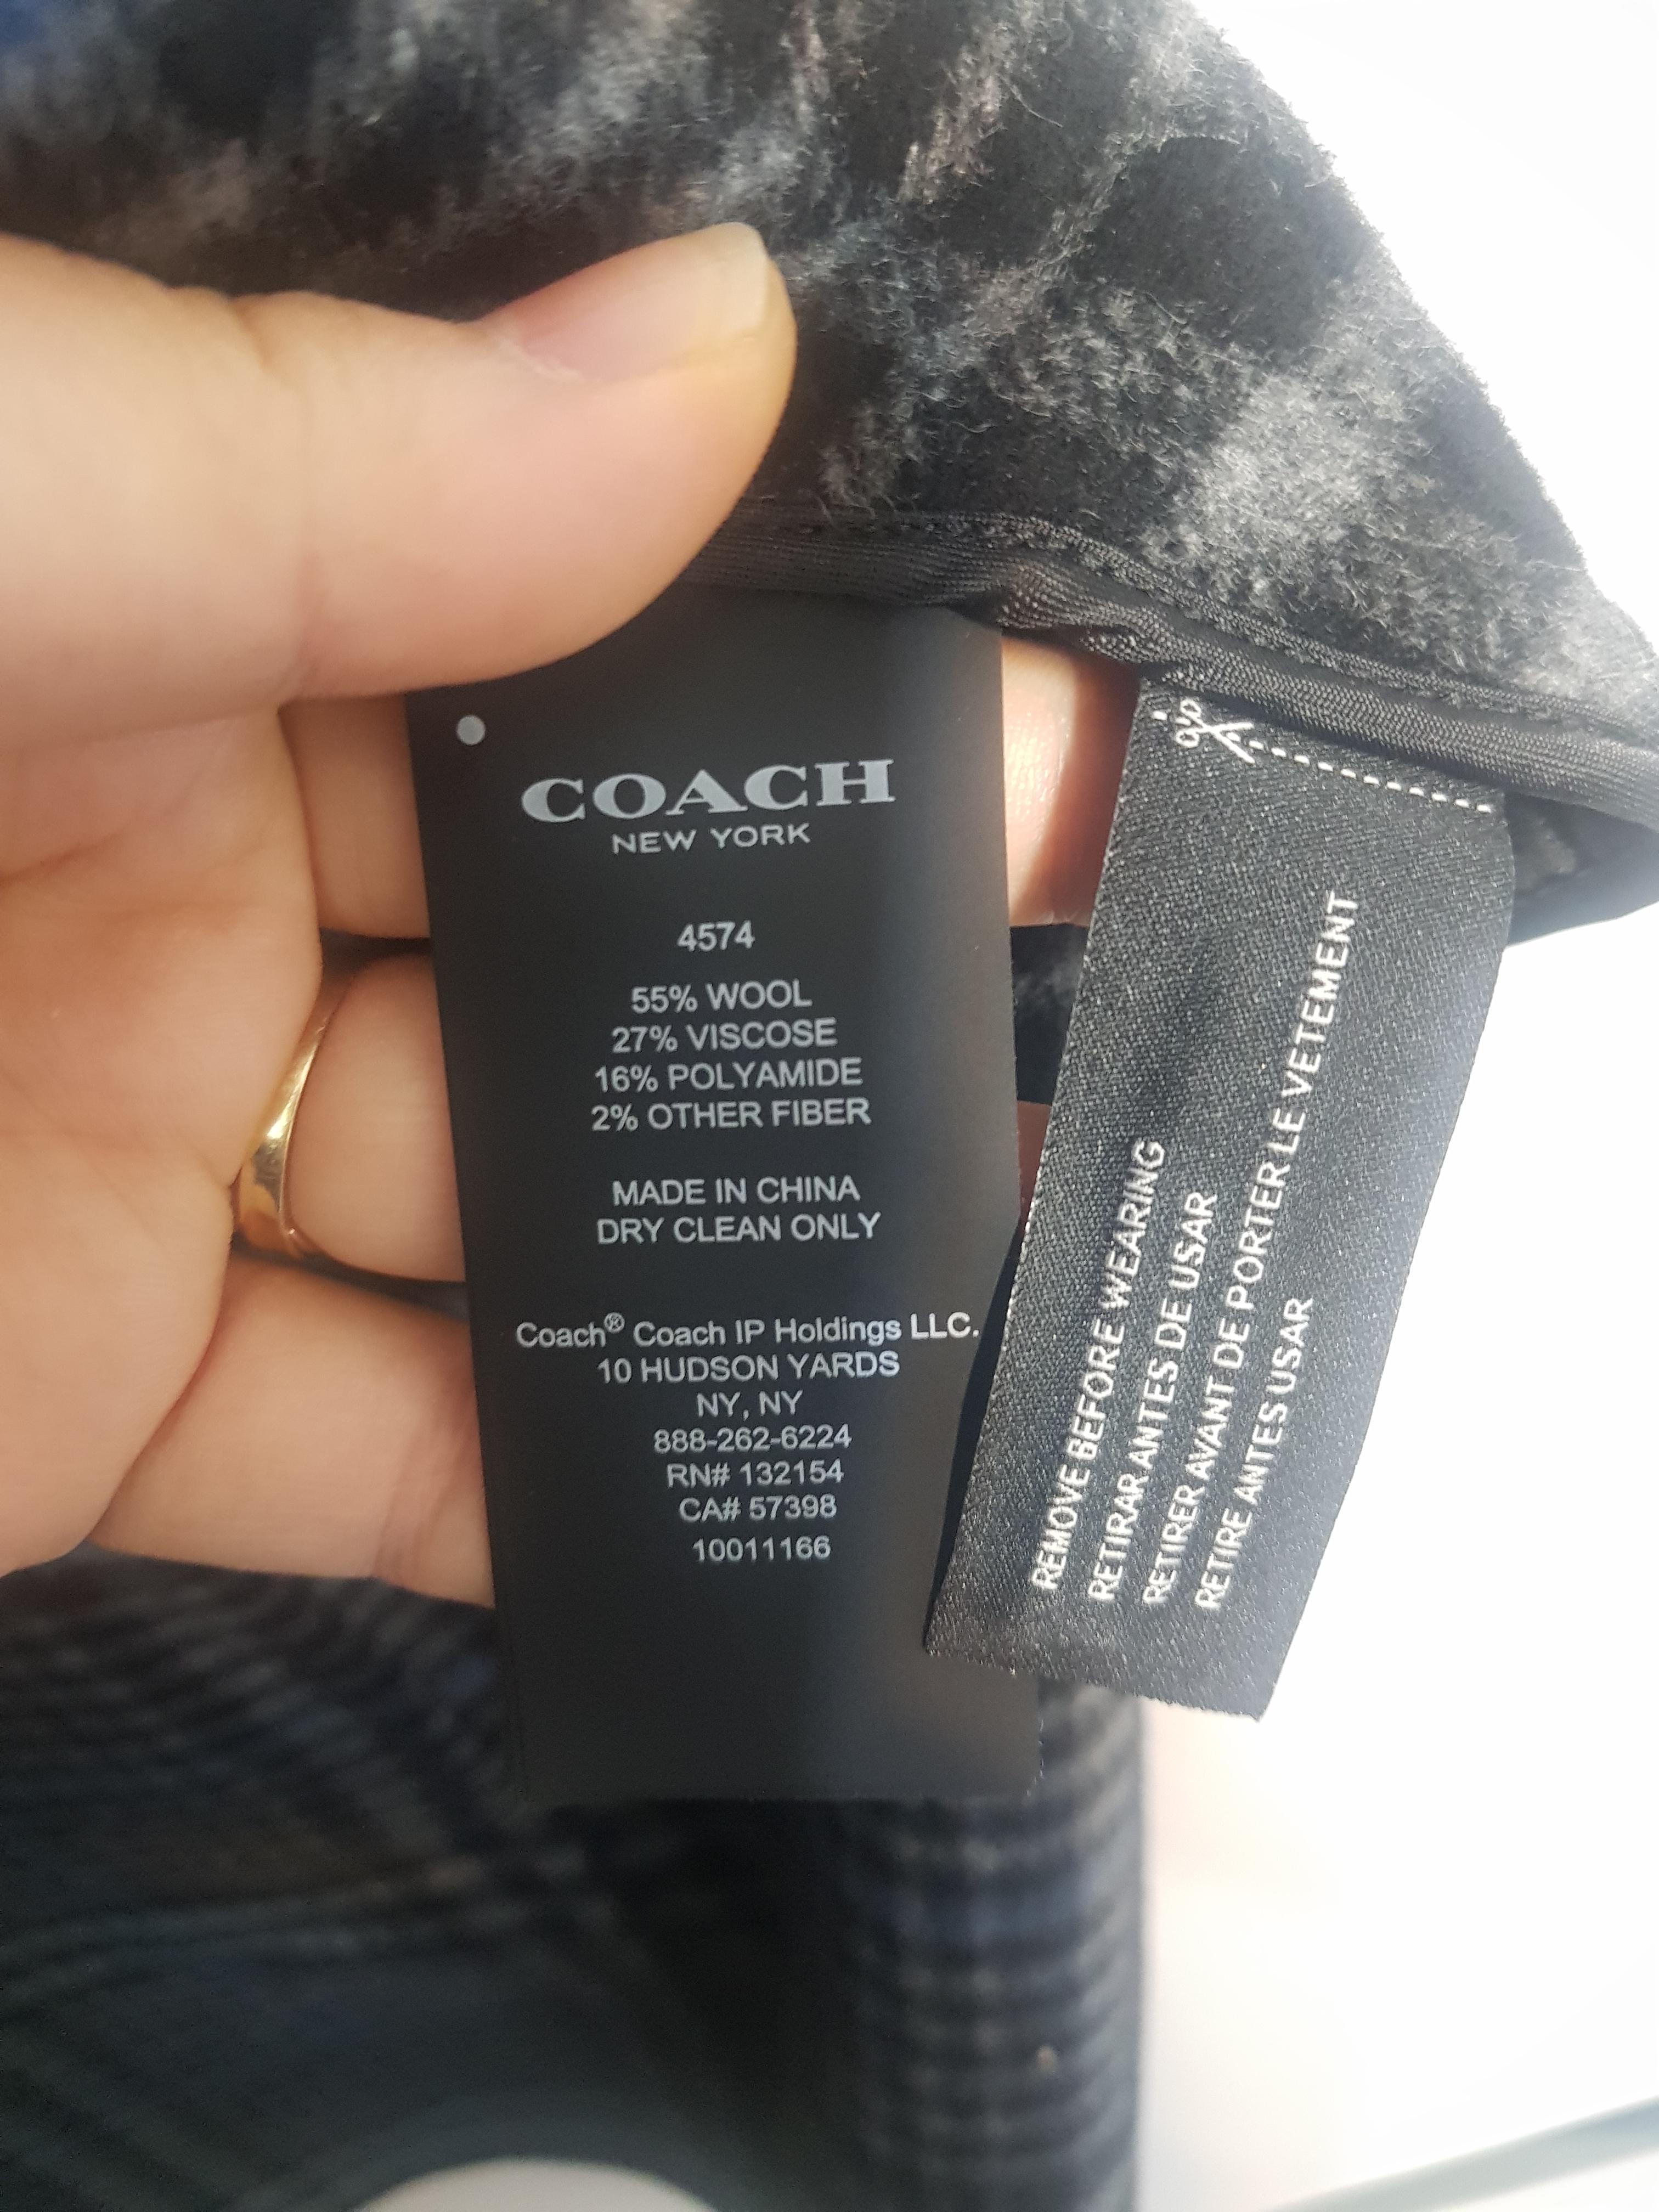 COACH
NEW YORK
4574
55% WOOL
27% VISCOSE
16% POLYAMIDE
2% OTHER FIBER
MADE IN CHINA
DRY CLEAN ONLY
Coach® Coach IP Holdings LLC.
10 HUDSON YARDS
NY, NY
888-262-6224
RN# 132154
CA# 57398
10011166
REMOVE BEFORE WEARING
RETIRAR ANTES DE USAR
RETIRER AVANT DE PORTER LE VETEMENT
RETIRE ANTES USAR